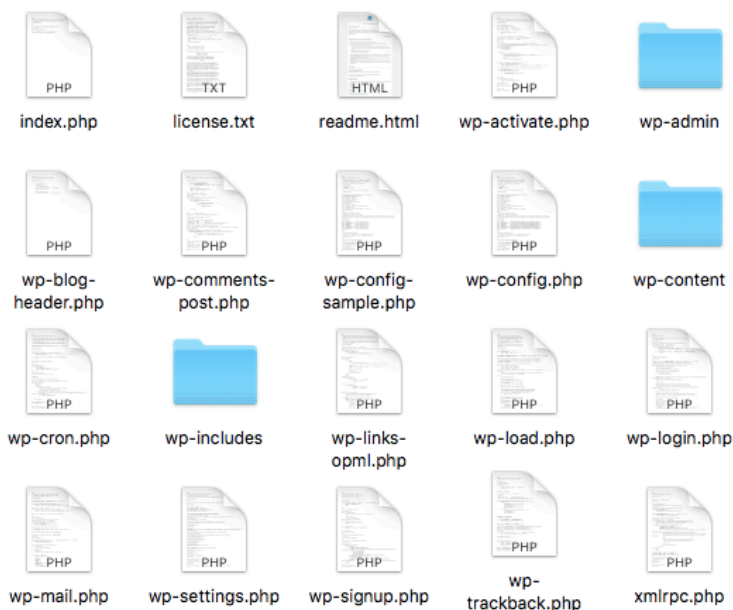 PHP
TXT
HTML
PHP
index.php
license.txt
readme.html
wp-activate.php
wp-admin
PHP
PHP
PHP
PHP
wp-blog-
header.php
wp-comments-
post.php
wp-config-
sample.php
wp-config.php
wp-content
PHP
PHP
PHP
PHP
wp-cron.php
wp-includes
wp-links-
opml.php
wp-load.php
wp-login.php
PHP
PHP
PHP
PHP
PHP
wp-mail.php
wp-settings.php
wp-signup.php
wp-
trackback.php
xmlrpc.php